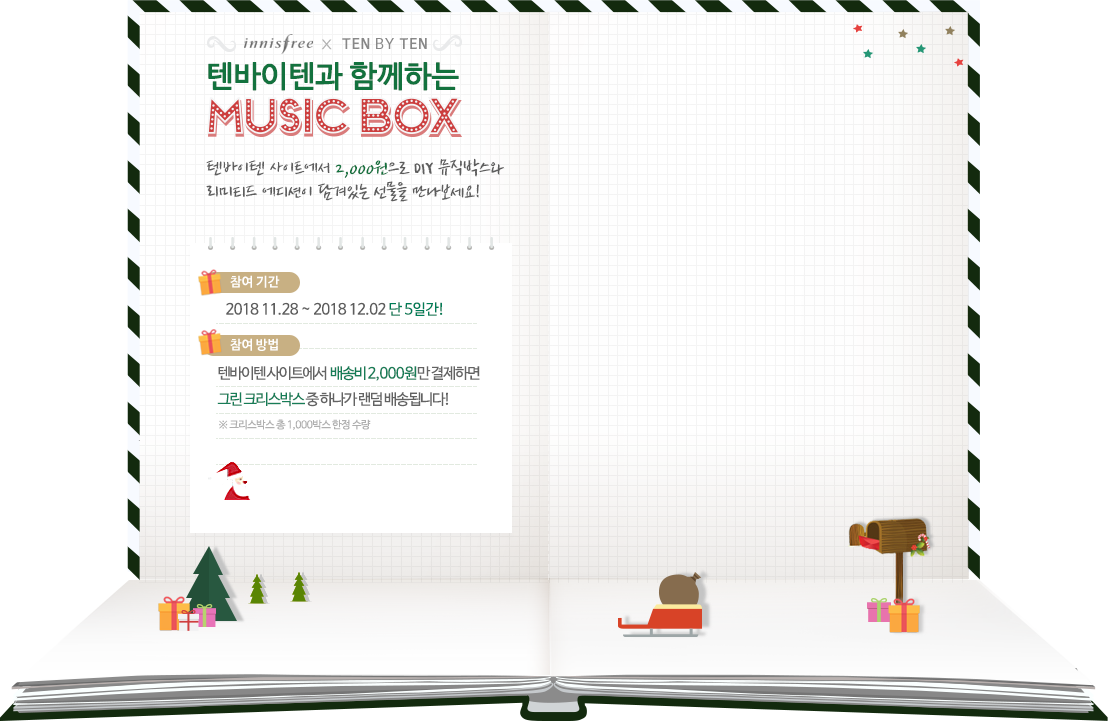 innisfree X TEN BY TEN
텐바이텐과 함께하는
MUSIC BOX
텐바이텐 사이트에서 2,000원으로 DIY 뮤직박스와
리미티드 에디션이 담겨있는 선물을 만나보세요!
참여 기간
2018 11.28 ~ 2018 12.02 단 5일간!
참여 방법
텐바이텐 사이트에서 배송비 2,000원만 결제하면
그린 크리스박스 중 하나가 랜덤 배송됩니다!
※ 크리스박스 총 1,000박스 한정 수량